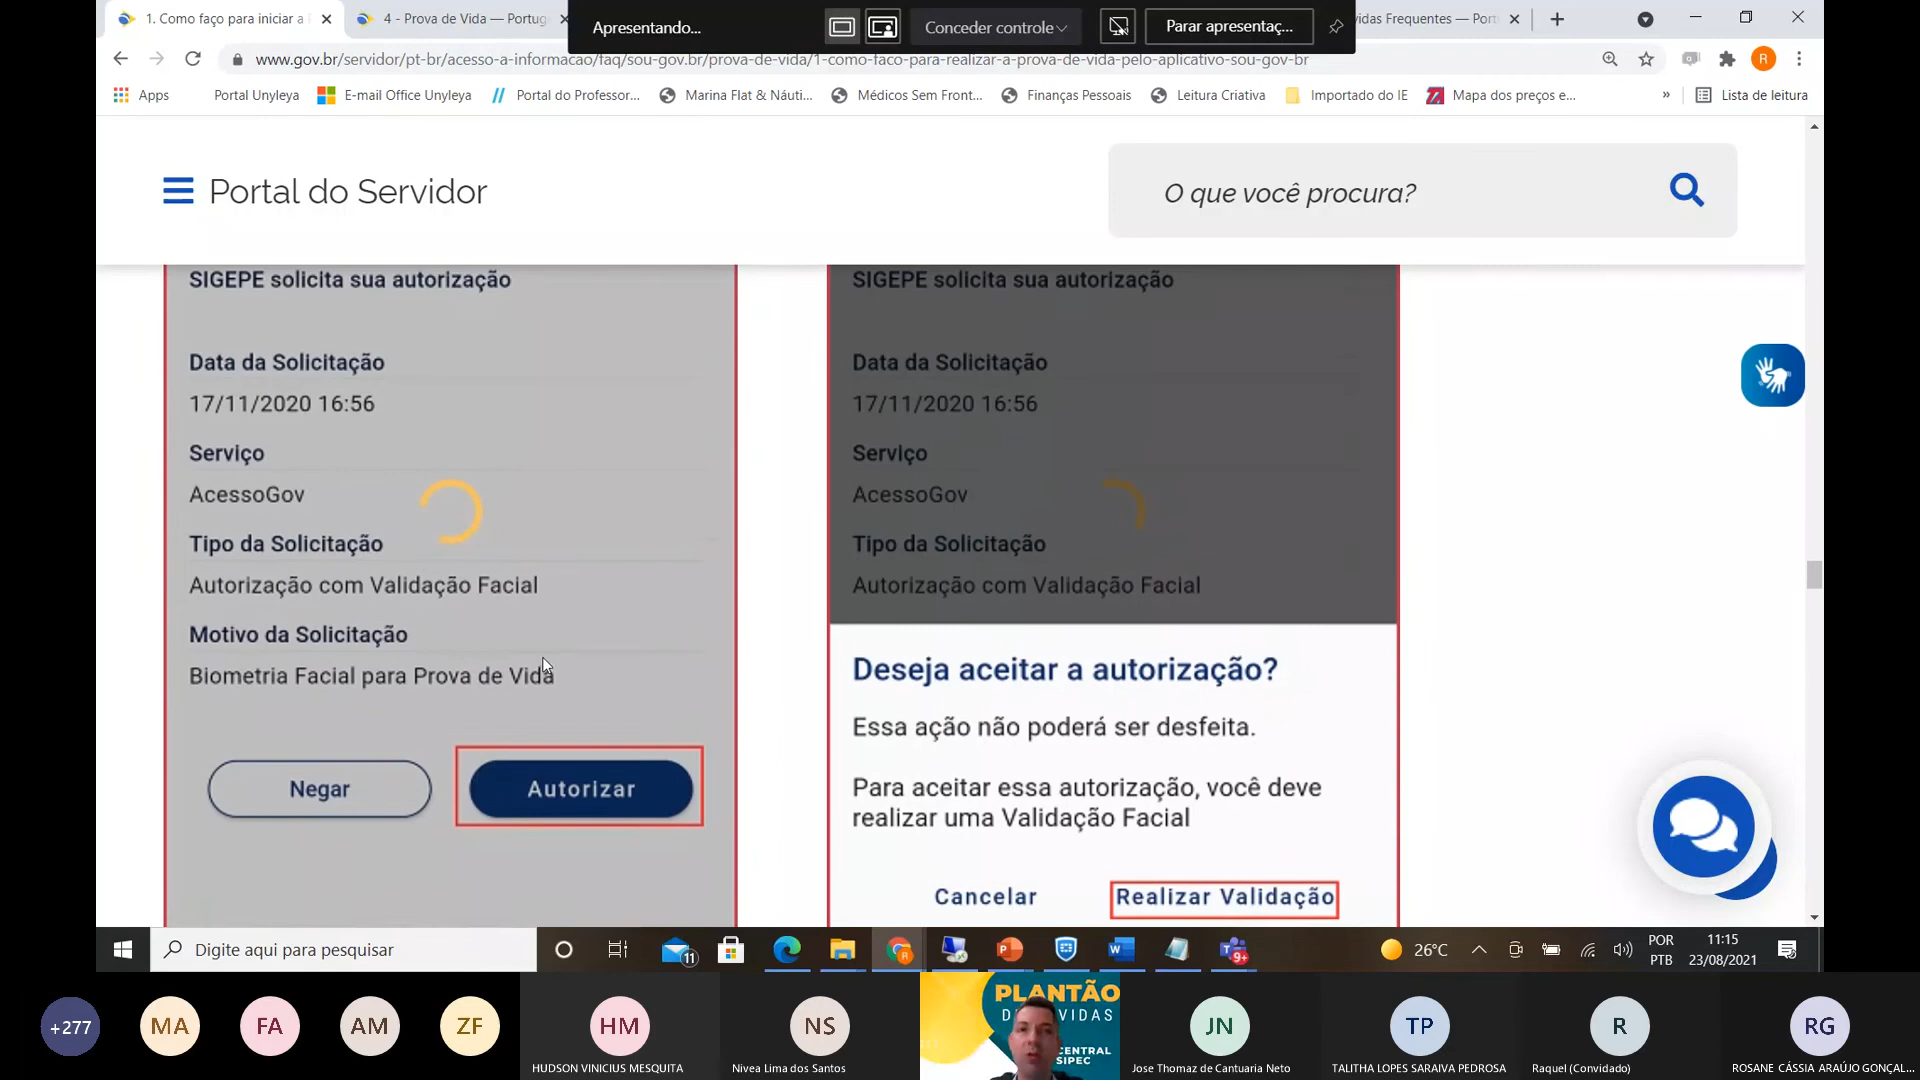 1. Como faço para iniciar a P
4 - Prova de Vida — Portug
Apresentando...
Conceder controle
Parar apresentaç...
vidas Frequentes — Port
www.gov.br/servidor/pt-br/acesso-a-informacao/faq/sou-gov.br/prova-de-vida/1-como-faco-para-realizar-a-prova-de-vida-pelo-aplicativo-sou-gov-br
R
Apps
Portal Unyleya
E-mail Office Unyleya
Portal do Professor...
Marina Flat & Náuti...
Médicos Sem Front...
Finanças Pessoais
Leitura Criativa
Importado do IE
Mapa dos preços e...
»
Lista de leitura
Portal do Servidor
O que você procura?
SIGEPE solicita sua autorização
Data da Solicitação
17/11/2020 16:56
Serviço
AcessoGov
Tipo da Solicitação
Autorização com Validação Facial
Motivo da Solicitação
Biometria Facial para Prova de Vida
Negar
Autorizar
SIGEPE solicita sua autorização
Data da Solicitação
17/11/2020 16:56
Serviço
AcessoGov
Tipo da Solicitação
Autorização com Validação Facial
Deseja aceitar a autorização?
Essa ação não poderá ser desfeita.
Para aceitar essa autorização, você deve
realizar uma Validação Facial
Cancelar
Realizar Validação
Digite aqui para pesquisar
11
9+
26°C
POR
PTB
11:15
23/08/2021
+277
MA
FA
AM
ZF
HM
HUDSON VINICIUS MESQUITA
NS
Nivea Lima dos Santos
PLANTÃO
VIDAS
CENTRAL
SIPEC
JN
Jose Thomaz de Cantuaria Neto
TP
TALITHA LOPES SARAIVA PEDROSA
R
Raquel (Convidado)
RG
ROSANE CÁSSIA ARAÚJO GONÇAL...